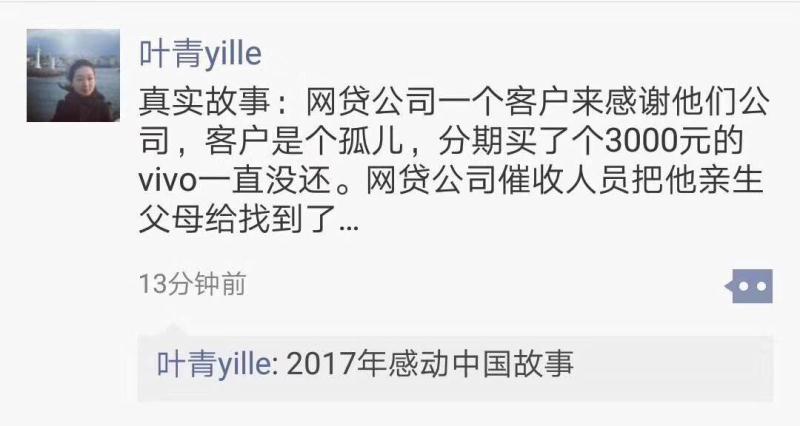 叶青yille
真实故事：网贷公司一个客户来感谢他们公
司，客户是个孤儿，分期买了个3000元的
vivo一直没还。网贷公司催收人员把他亲生
父母给找到了...
13分钟前
叶青yille: 2017年感动中国故事